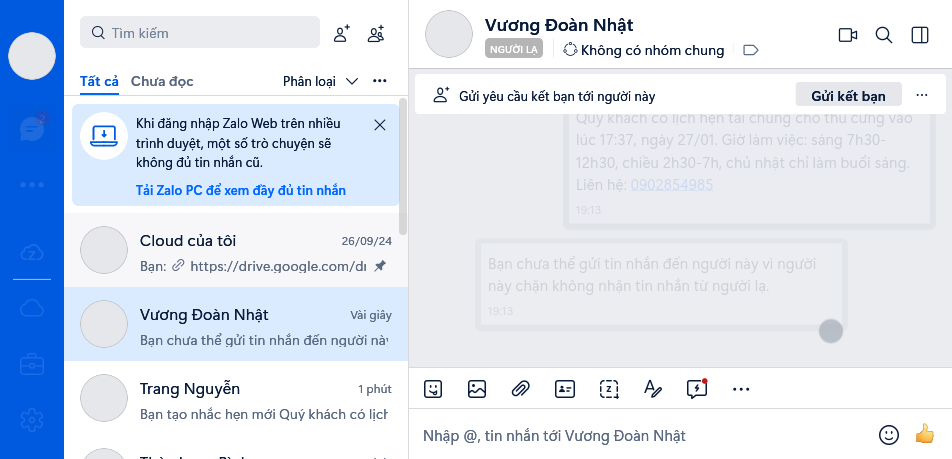 Tìm kiếm
Tất cả
Chưa đọc
Phân loại
Khi đăng nhập Zalo Web trên nhiều
trình duyệt, một số trò chuyện sẽ
không đủ tin nhắn cũ.
Tải Zalo PC để xem đầy đủ tin nhắn
Cloud của tôi
26/09/24
Bạn: https://drive.google.com/dr
Vương Đoàn Nhật
Vài giây
Bạn chưa thể gửi tin nhắn đến người này
Trang Nguyễn
1 phút
Bạn tạo nhắc hẹn mới Quý khách có lịch
Vương Đoàn Nhật
NGƯỜI LẠ
Không có nhóm chung
Gửi yêu cầu kết bạn tới người này
Gửi kết bạn
Quý khách có lịch hẹn tái chủng cho thú cưng vào
lúc 17:37, ngày 27/01. Giờ làm việc: sáng 7h30-
12h30, chiều 2h30-7h, chủ nhật chỉ làm buổi sáng.
Liên hệ: 0902854985
19:13
Bạn chưa thể gửi tin nhắn đến người này vì người
này chặn không nhận tin nhắn từ người lạ.
19:13
Nhập @, tin nhắn tới Vương Đoàn Nhật